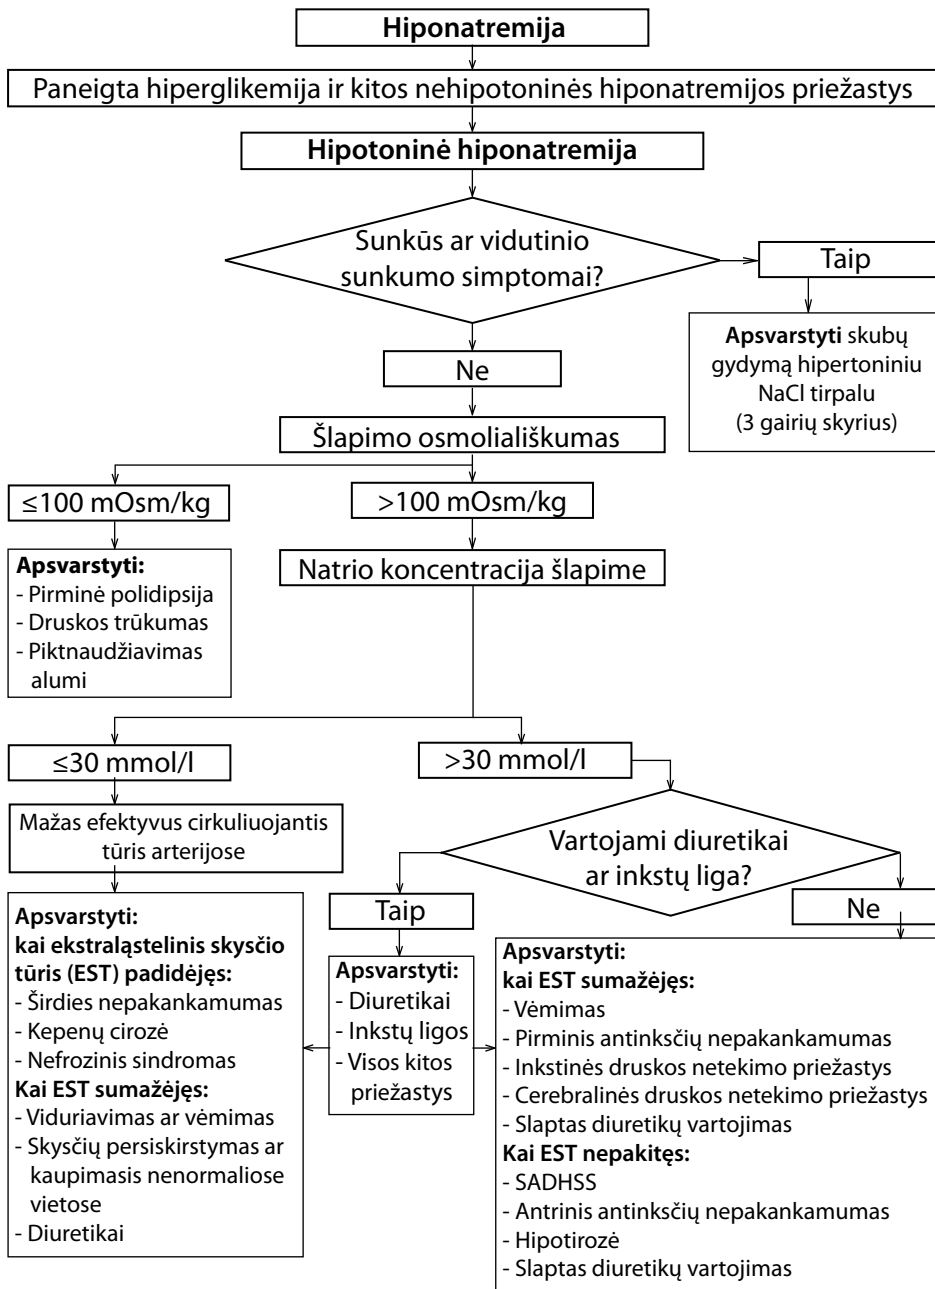 Hiponatremija
Paneigta hiperglikemija ir kitos nehipotoninės hiponatremijos priežastys
Hipotoninė hiponatremija
Sunkūs ar vidutinio
sunkumo simptomai?
Taip
Apsvarstyti skubų
gydymą hipertoniniu
NaCl tirpalu
(3 gairių skyrius)
Ne
Šlapimo osmoliališkumas
≤100 mOsm/kg
>100 mOsm/kg
Apsvarstyti:
- Pirminė polidipsija
- Druskos trūkumas
- Piktnaudžiavimas
alumi
Natrio koncentracija šlapime
≤30 mmol/l
>30 mmol/l
Mažas efektyvus cirkuliuojantis
tūris arterijose
Vartojami diuretikai
ar inkstų liga?
Taip
Ne
Apsvarstyti:
kai ekstraląstelinis skysčio
tūris (EST) padidėjęs:
- Širdies nepakankamumas
- Kepenų cirozė
- Nefrozinis sindromas
Kai EST sumažėjęs:
- Viduriavimas ar vėmimas
- Skysčių persiskirstymas ar
kaupimasis nenormaliose
vietose
- Diuretikai
Apsvarstyti:
- Diuretikai
- Inkstų ligos
- Visos kitos
priežastys
Apsvarstyti:
kai EST sumažėjęs:
- Vėmimas
- Pirminis antinksčių nepakankamumas
- Inkstinės druskos netekimo priežastys
- Cerebralinės druskos netekimo priežastys
- Slaptas diuretikų vartojimas
Kai EST nepakitęs:
- SADHSS
- Antrinis antinksčių nepakankamumas
- Hipotirozė
- Slaptas diuretikų vartojimas